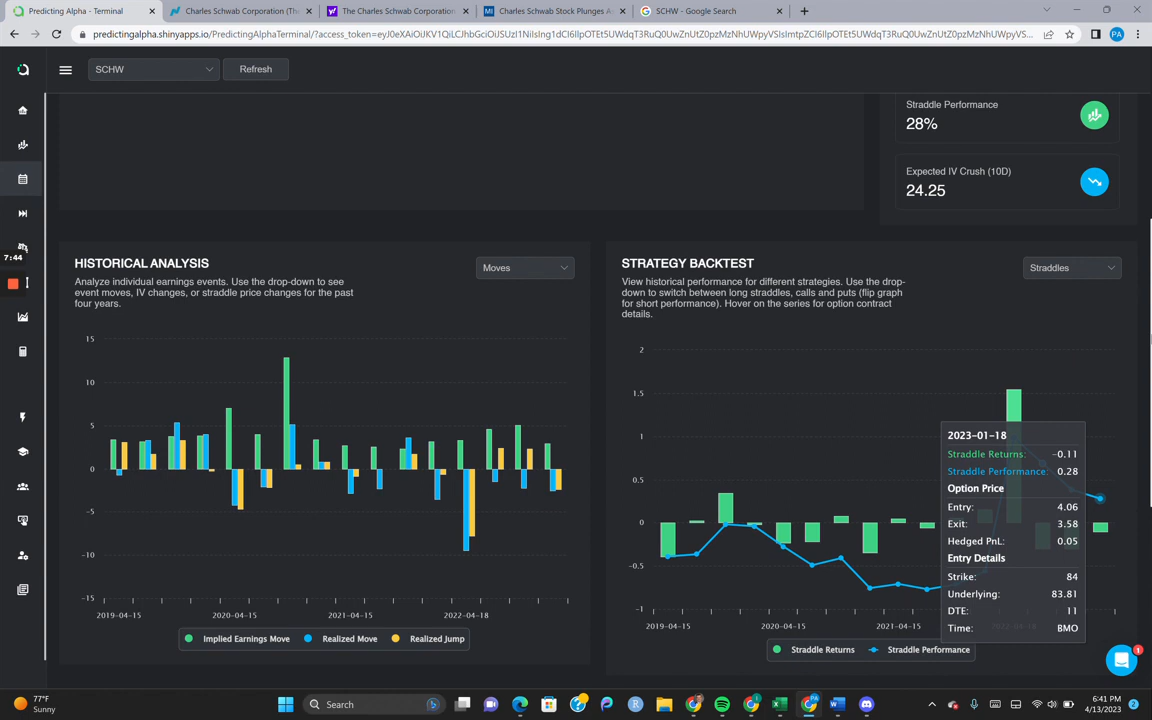 Predicting Alpha - Terminal
Charles Schwab Corporation (The
The Charles Schwab Corporation
Charles Schwab Stock Plunges A
SCHW - Google Search
PA
SCHW
Refresh
Straddle Performance
28%
Expected IV Crush (10D)
24.25
7:44
HISTORICAL ANALYSIS
Analyze individual earnings events. Use the drop-down to see
event moves, IV changes, or straddle price changes for the past
four years.
Moves
15
10
5
0
-5
-10
-15
2019-04-15
2020-04-15
2021-04-15
2022-04-18
Implied Earnings Move
Realized Move
Realized Jump
STRATEGY BACKTEST
View historical performance for different strategies. Use the drop-
down to switch between long straddles, calls and puts (flip graph
for short performance). Hover on the series for option contract
details.
Straddles
2
1.5
1
0.5
0
-0.5
-1
2019-04-15
2020-04-15
2021-04-15
2022-04-18
Straddle Returns
Straddle Performance
2023-01-18
Straddle Returns: -0.11
Straddle Performance: 0.28
Option Price
Entry: 4.06
Exit: 3.58
Hedged PnL: 0.05
Entry Details
Strike: 84
Underlying: 83.81
DTE: 11
Time: BMO
1
77°F
Sunny
Search
6:41 PM
4/13/2023
2